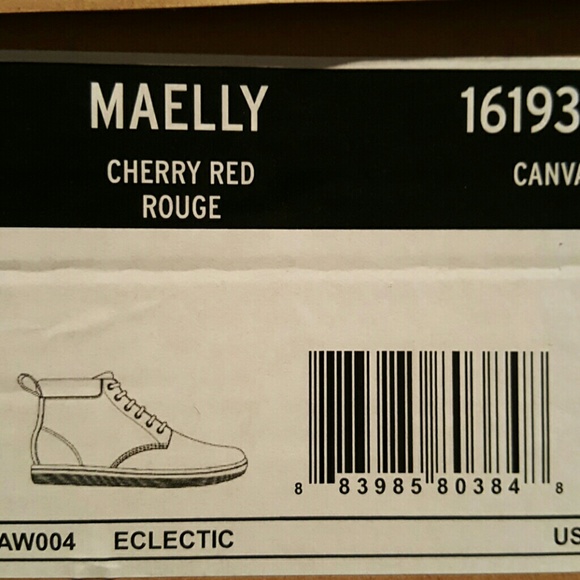 MAELLY 16193
CHERRY RED CANVA
ROUGE
8 83985 80384 8
AW004 ECLECTIC US